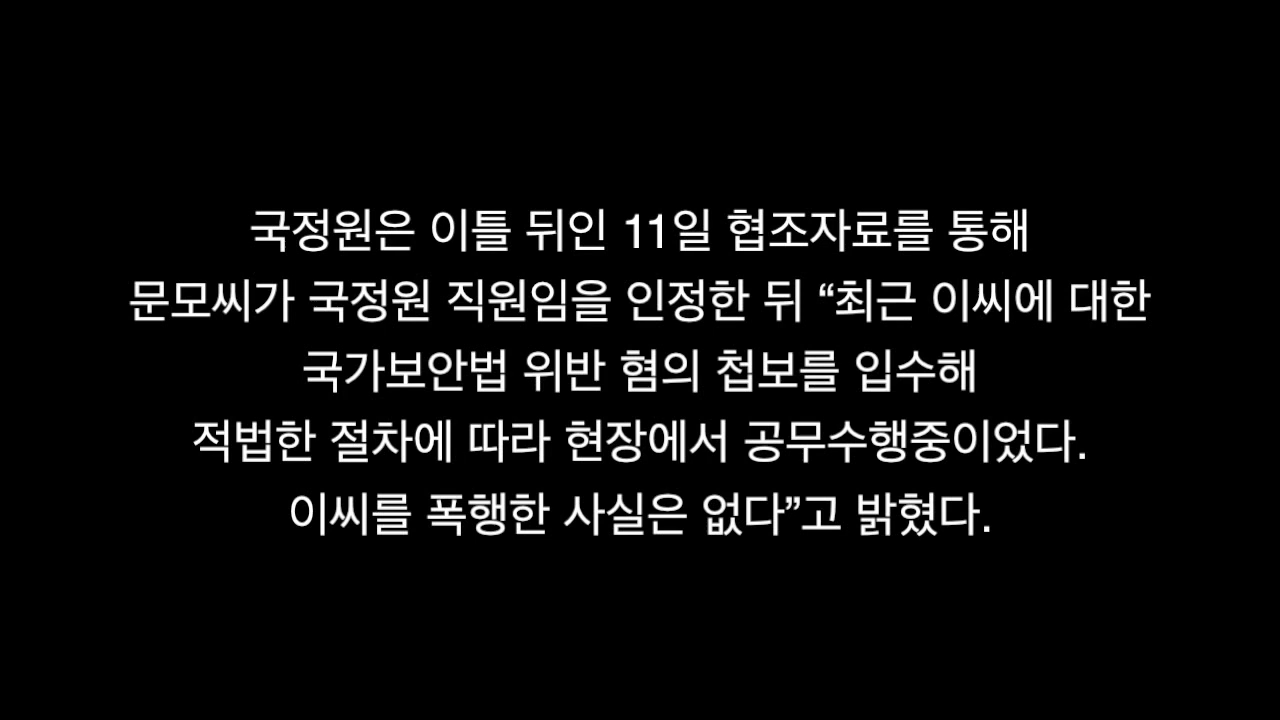 국정원은 이틀 뒤인 11일 협조자료를 통해
문모씨가 국정원 직원임을 인정한 뒤 “최근 이씨에 대한
국가보안법 위반 혐의 첩보를 입수해
적법한 절차에 따라 현장에서 공무수행중이었다.
이씨를 폭행한 사실은 없다”고 밝혔다.